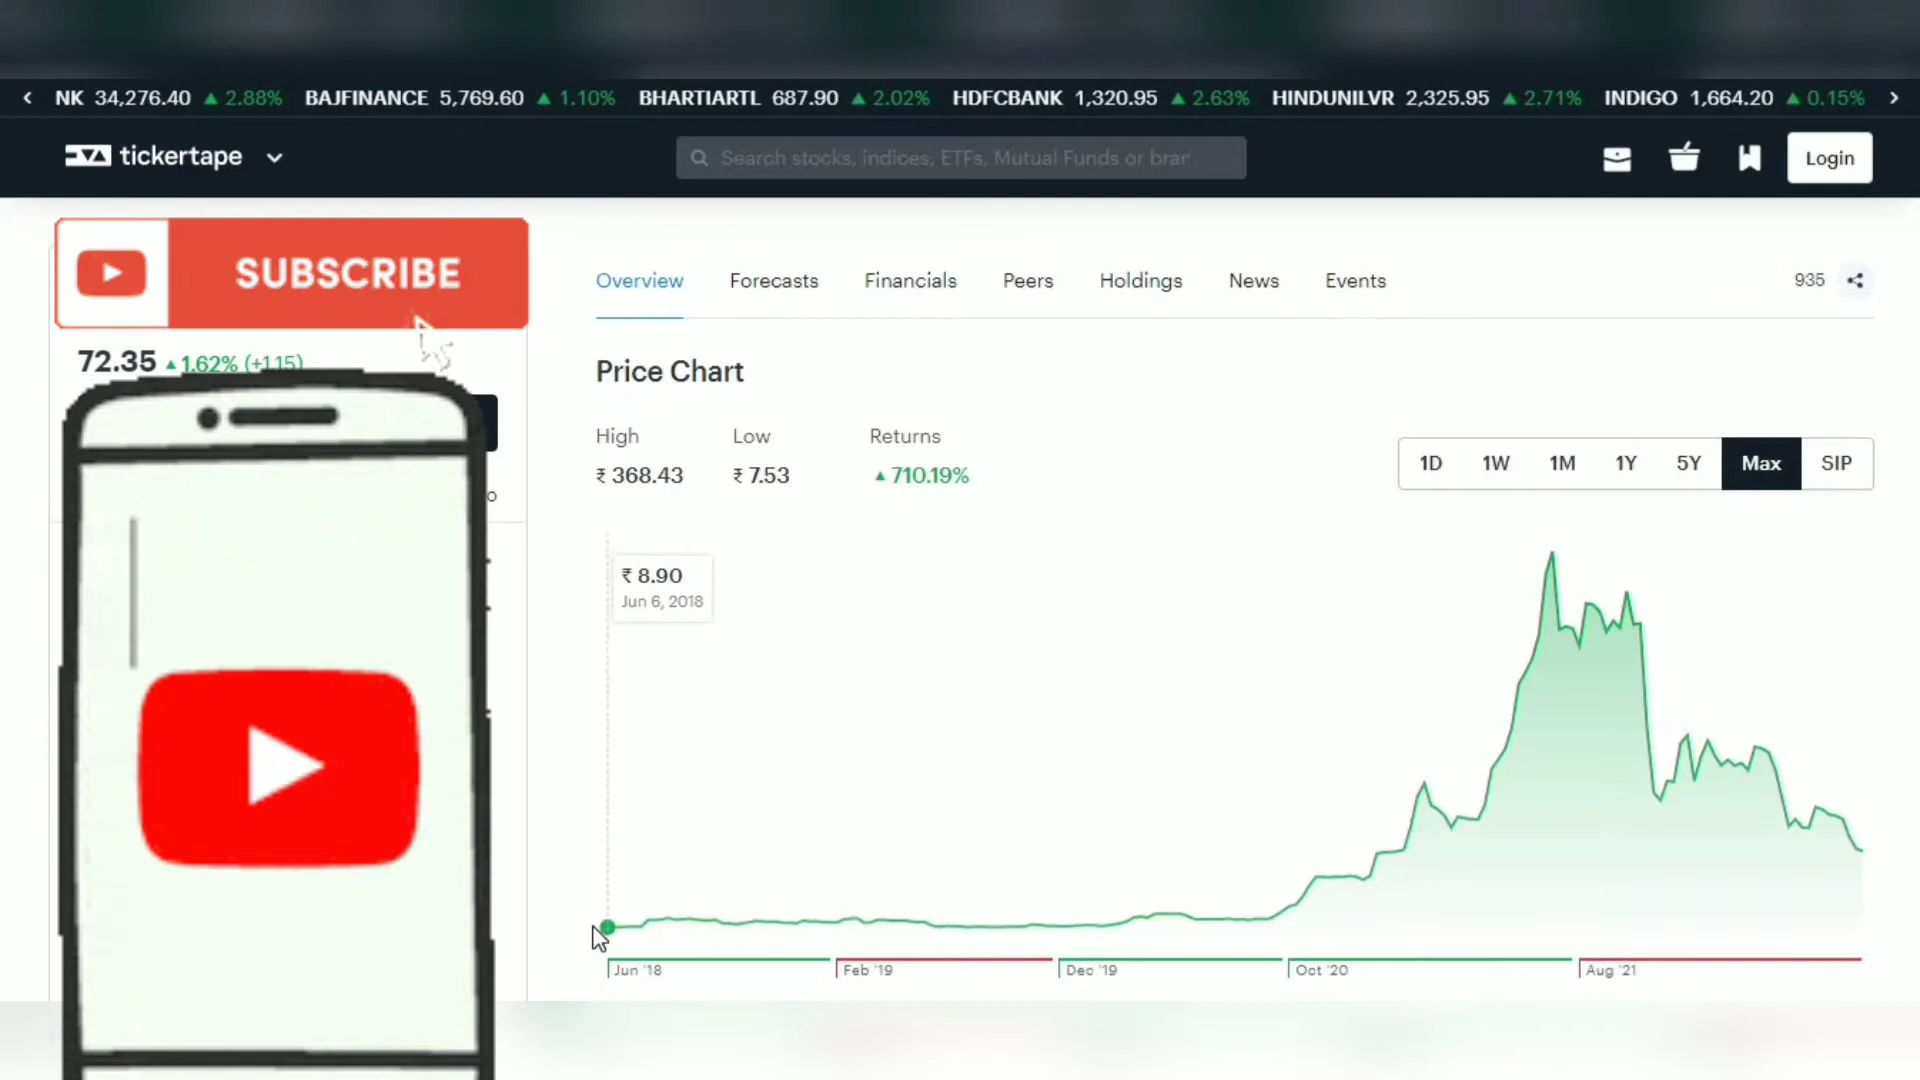 NK 34,276.40 ▲ 2.88% BAJFINANCE 5,769.60 ▲ 1.10% BHARTIARTL 687.90 ▲ 2.02% HDFCBANK 1,320.95 ▲ 2.63% HINDUNILVR 2,325.95 ▲ 2.71% INDIGO 1,664.20 ▲ 0.15%
tickertape
Search stocks, indices, ETFs, Mutual Funds or brar
Login
SUBSCRIBE
72.35 ▲ 1.62% (+1.15)
Overview Forecasts Financials Peers Holdings News Events
935
Price Chart
High Low Returns
₹ 368.43 ₹ 7.53 ▲ 710.19%
1D 1W 1M 1Y 5Y Max SIP
₹ 8.90
Jun 6, 2018
Jun '18 Feb '19 Dec '19 Oct '20 Aug '21